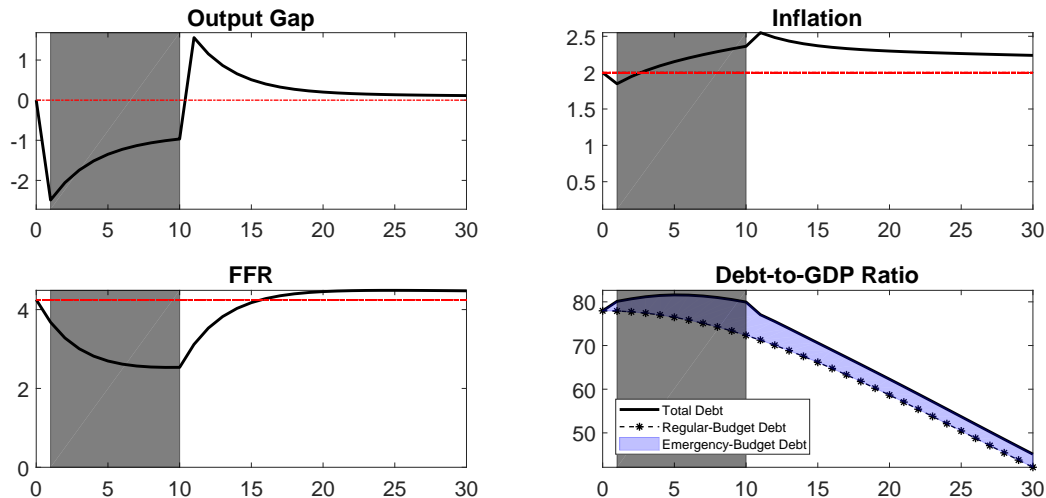 Output Gap
1
0
-1
-2
0 5 10 15 20 25 30
Inflation
2.5
2
1.5
1
0.5
0 5 10 15 20 25 30
FFR
4
2
0
0 5 10 15 20 25 30
Debt-to-GDP Ratio
80
70
60
50
Total Debt
Regular-Budget Debt
Emergency-Budget Debt
0 5 10 15 20 25 30